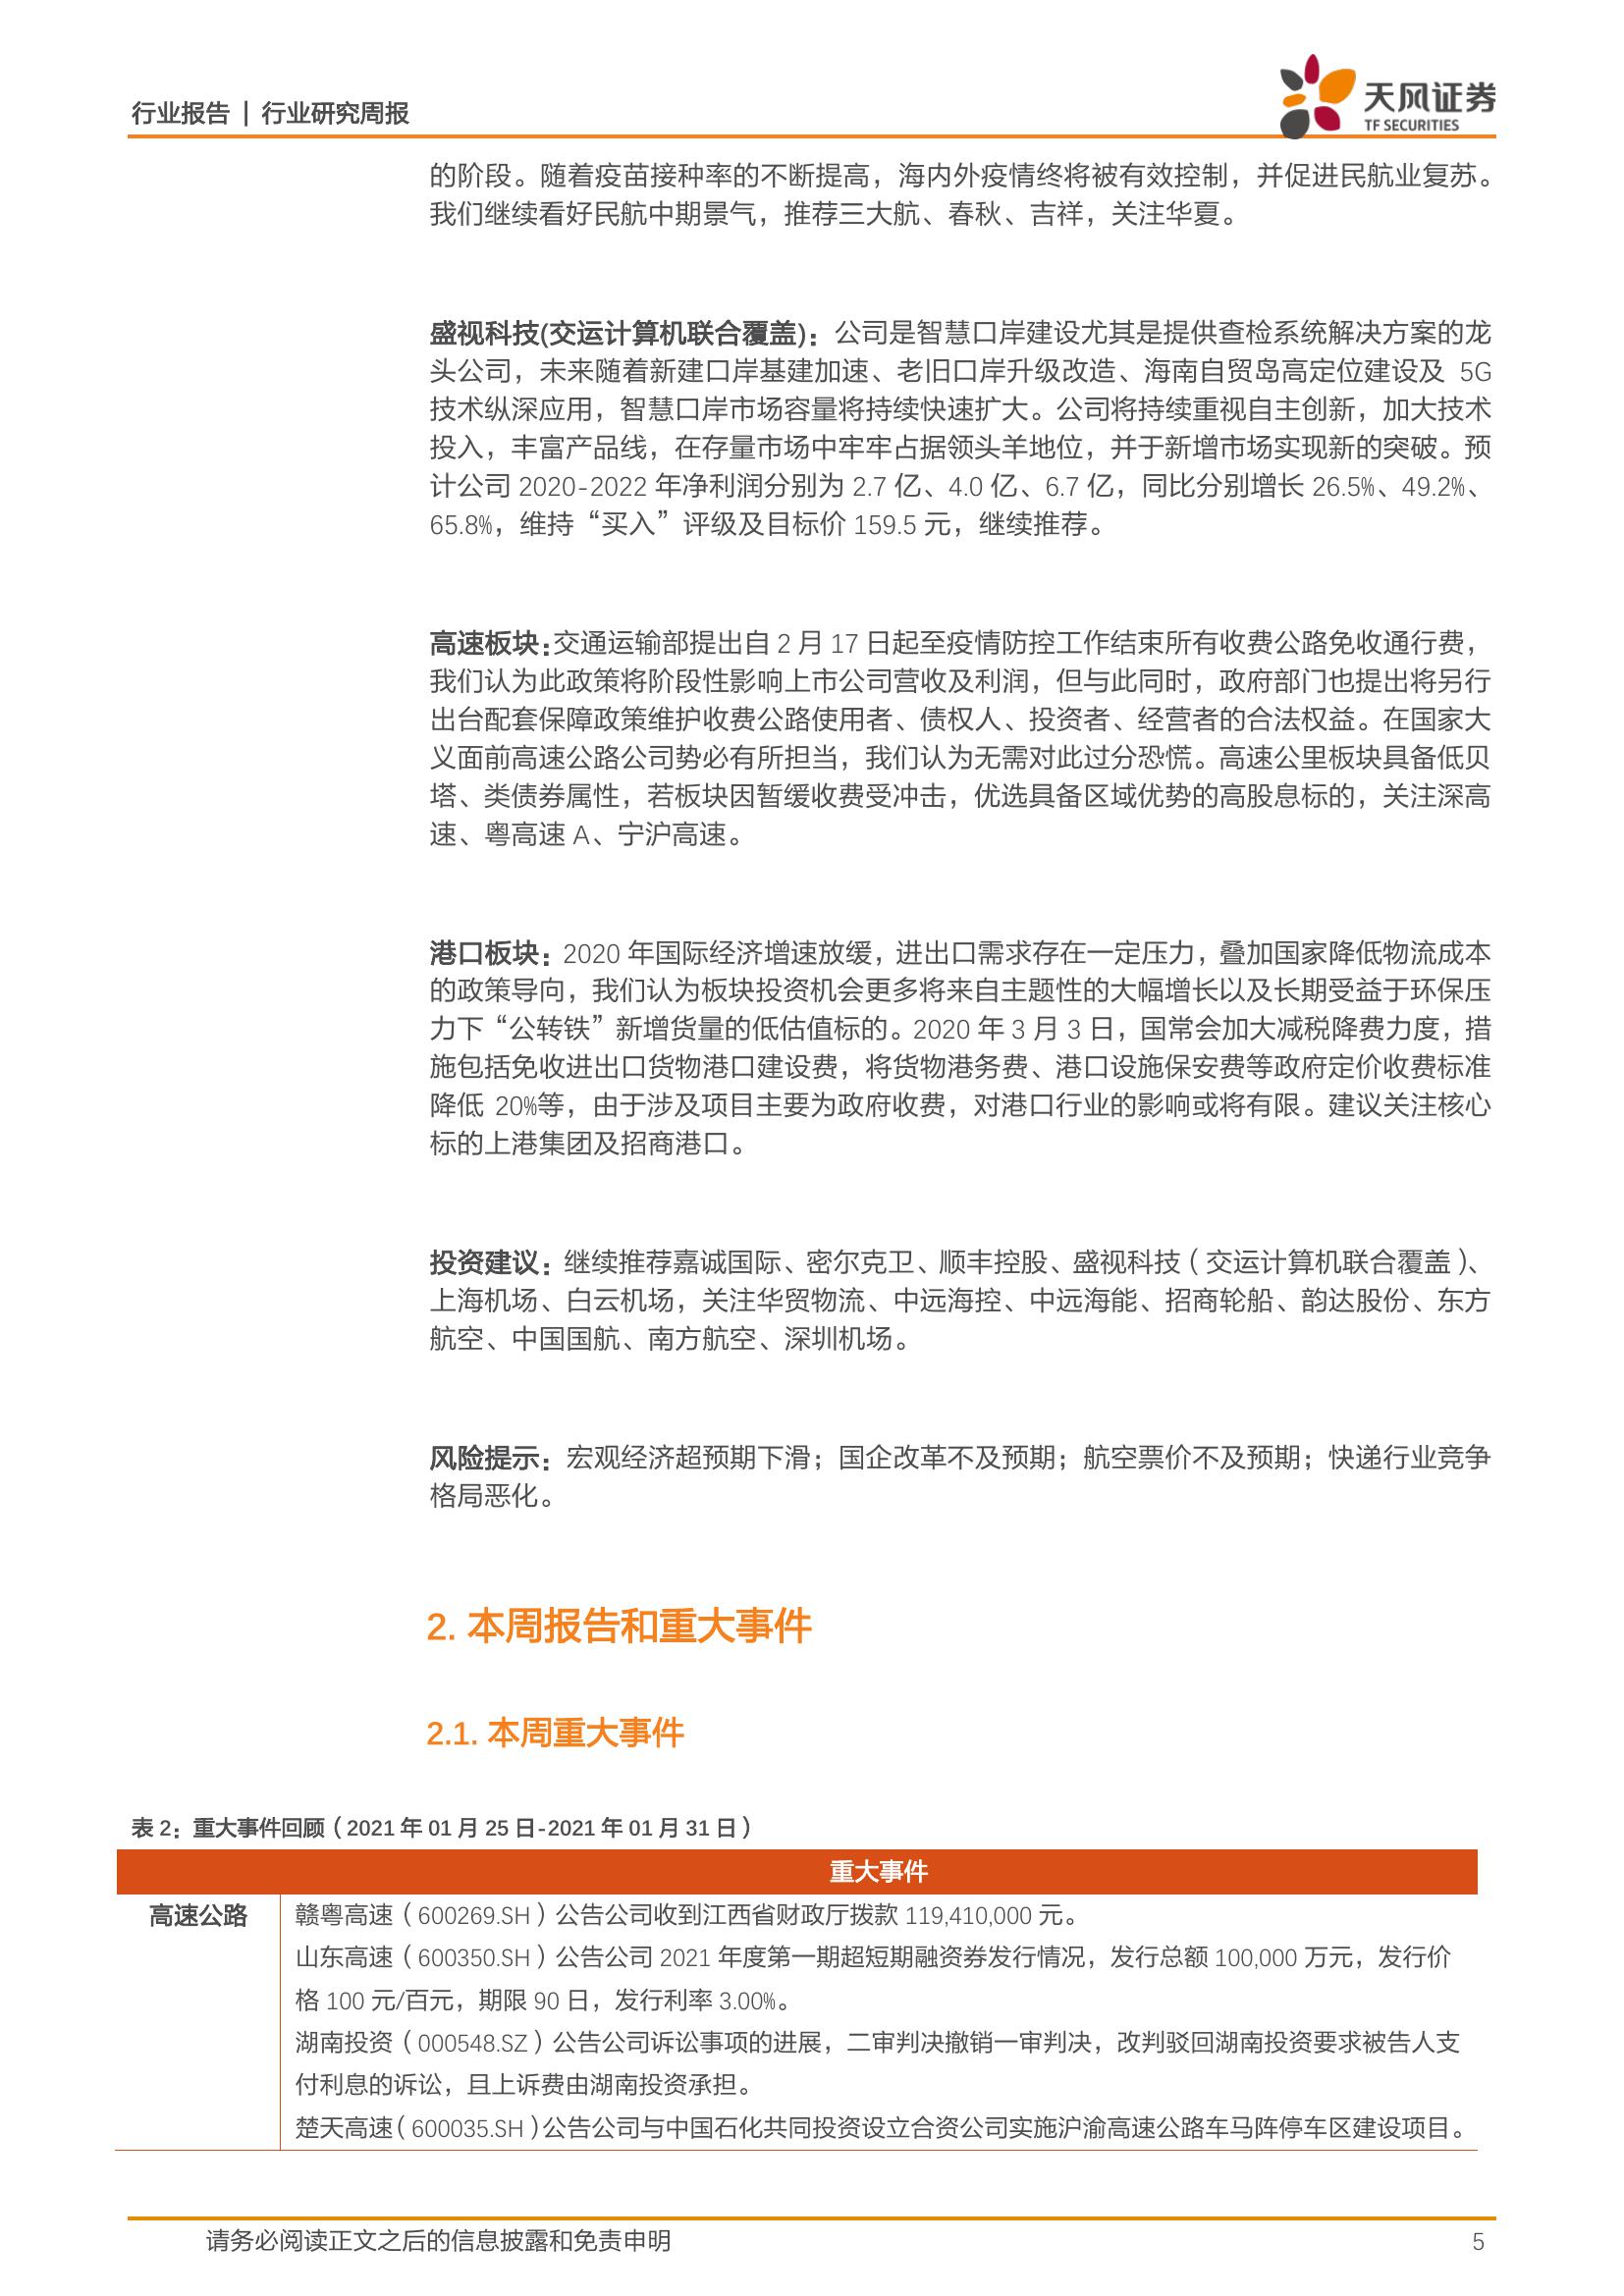 行业报告 | 行业研究周报
天风证券
TF SECURITIES
的阶段。随着疫苗接种率的不断提高，海内外疫情终将被有效控制，并促进民航业复苏。
我们继续看好民航中期景气，推荐三大航、春秋、吉祥，关注华夏。
盛视科技(交运计算机联合覆盖)：公司是智慧口岸建设尤其是提供查检系统解决方案的龙
头公司，未来随着新建口岸基建加速、老旧口岸升级改造、海南自贸岛高定位建设及 5G
技术纵深应用，智慧口岸市场容量将持续快速扩大。公司将持续重视自主创新，加大技术
投入，丰富产品线，在存量市场中牢牢占据领头羊地位，并于新增市场实现新的突破。预
计公司 2020-2022 年净利润分别为 2.7 亿、4.0 亿、6.7 亿，同比分别增长 26.5%、49.2%、
65.8%，维持“买入”评级及目标价 159.5 元，继续推荐。
高速板块：交通运输部提出自 2 月 17 日起至疫情防控工作结束所有收费公路免收通行费，
我们认为此政策将阶段性影响上市公司营收及利润，但与此同时，政府部门也提出将另行
出台配套保障政策维护收费公路使用者、债权人、投资者、经营者的合法权益。在国家大
义面前高速公路公司势必有所担当，我们认为无需对此过分恐慌。高速公里板块具备低贝
塔、类债券属性，若板块因暂缓收费受冲击，优选具备区域优势的高股息标的，关注深高
速、粤高速 A、宁沪高速。
港口板块：2020 年国际经济增速放缓，进出口需求存在一定压力，叠加国家降低物流成本
的政策导向，我们认为板块投资机会更多将来自主题性的大幅增长以及长期受益于环保压
力下“公转铁”新增货量的低估值标的。2020 年 3 月 3 日，国常会加大减税降费力度，措
施包括免收进出口货物港口建设费，将货物港务费、港口设施保安费等政府定价收费标准
降低 20%等，由于涉及项目主要为政府收费，对港口行业的影响或将有限。建议关注核心
标的上港集团及招商港口。
投资建议：继续推荐嘉诚国际、密尔克卫、顺丰控股、盛视科技（交运计算机联合覆盖）、
上海机场、白云机场，关注华贸物流、中远海控、中远海能、招商轮船、韵达股份、东方
航空、中国国航、南方航空、深圳机场。
风险提示：宏观经济超预期下滑；国企改革不及预期；航空票价不及预期；快递行业竞争
格局恶化。
2. 本周报告和重大事件
2.1. 本周重大事件
表 2：重大事件回顾（2021 年 01 月 25 日-2021 年 01 月 31 日）
重大事件
高速公路 赣粤高速（600269.SH）公告公司收到江西省财政厅拨款 119,410,000 元。
山东高速（600350.SH）公告公司 2021 年度第一期超短期融资券发行情况，发行总额 100,000 万元，发行价
格 100 元/百元，期限 90 日，发行利率 3.00%。
湖南投资（000548.SZ）公告公司诉讼事项的进展，二审判决撤销一审判决，改判驳回湖南投资要求被告人支
付利息的诉讼，且上诉费由湖南投资承担。
楚天高速（600035.SH）公告公司与中国石化共同投资设立合资公司实施沪渝高速公路车马阵停车区建设项目。
请务必阅读正文之后的信息披露和免责申明 5